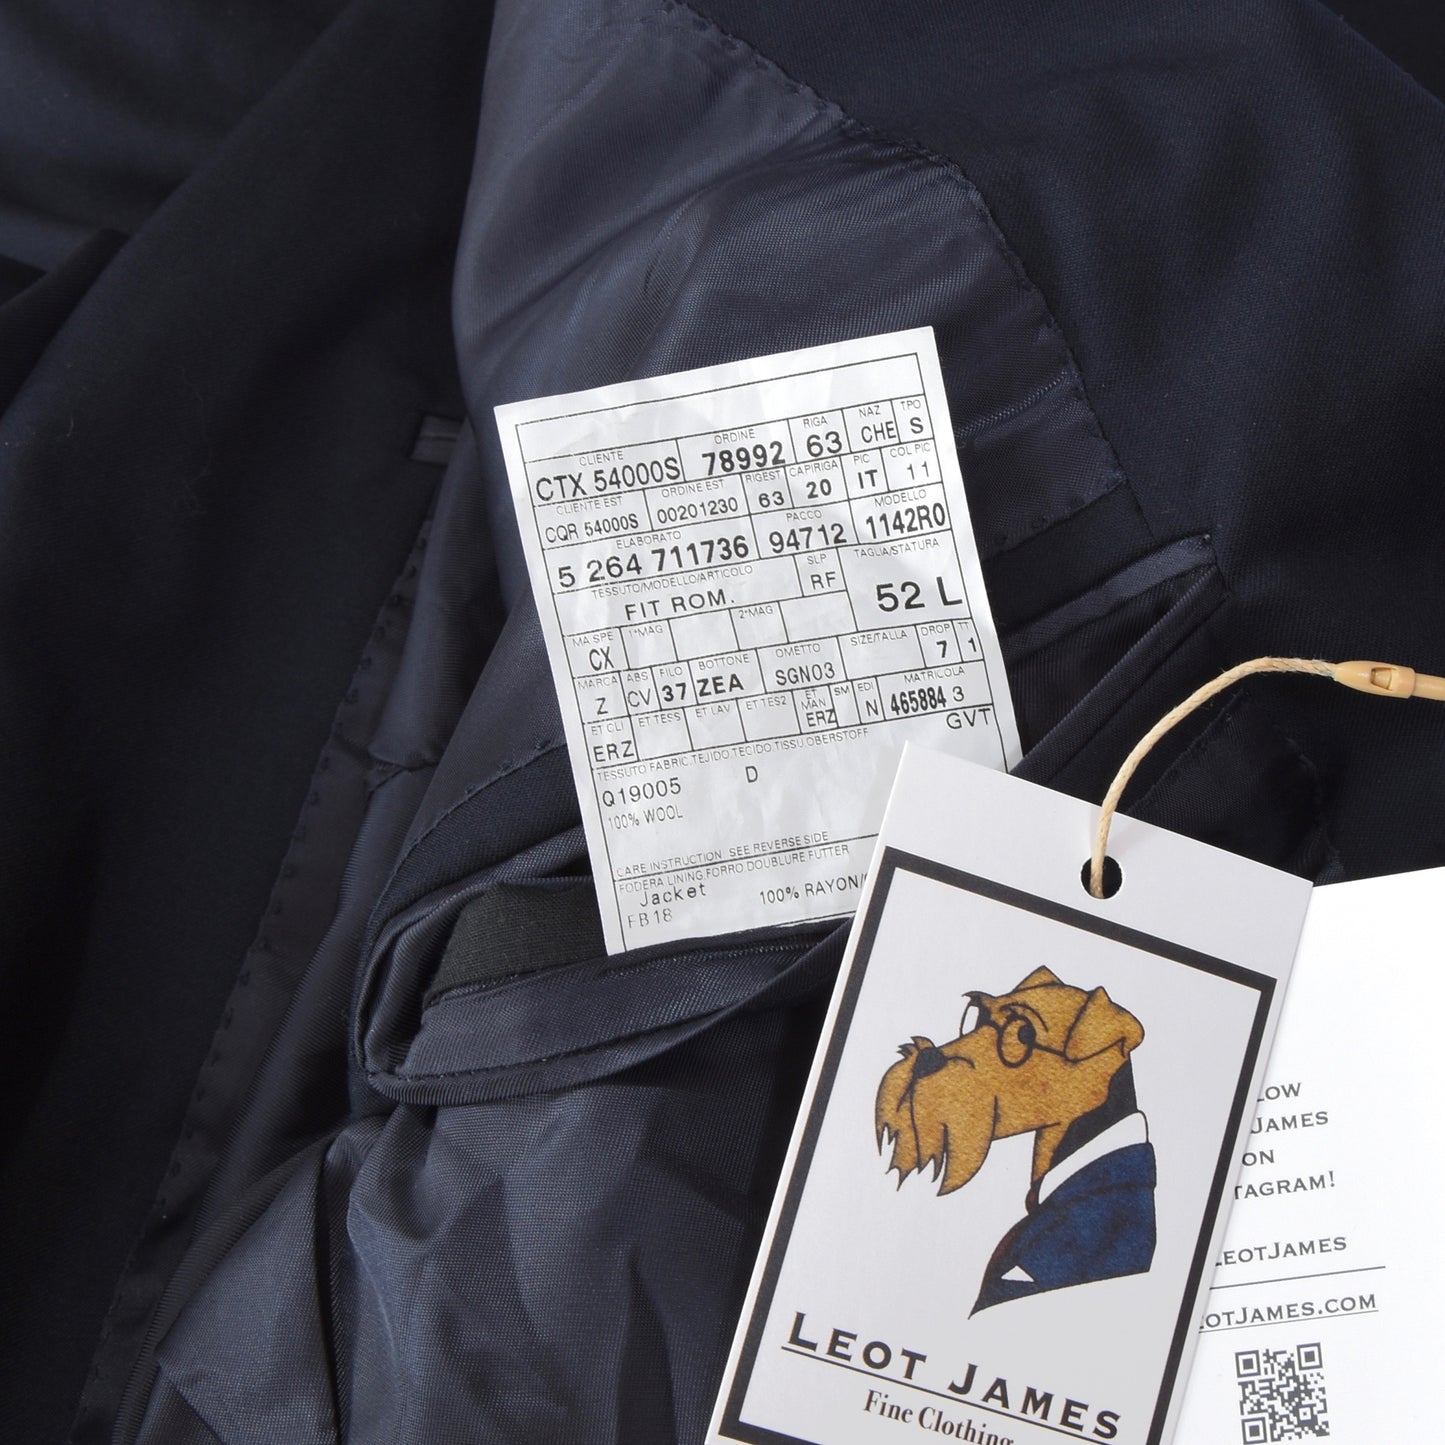 CLIENTE ORDINE RIGA NAZ TPO
CTX 54000S 78992 63 CHE S
CLIENTE EST ORDINE EST RIGEST CAPIRIGA PIC COL PIC
CQR 54000S 00201230 63 20 IT 11
ELABORATO PACCO MODELLO
5 264 711736 94712 1142R0
TESSUTO/MODELLO/ARTICOLO SLP TAGLIA/STATURA
FIT ROM. RF 52 L
MA SPE 1*MAG 2*MAG SIZE/TALLA DROP TT
CX 7 1
MARCA ABS FILO BOTTONE OMETTO MATRICOLA
Z CV 37 ZEA SGN03 465884 3
ET CLI ET TESS ET LAV ET TES2 ET MAN SM EDI
ERZ ERZ N GVT
TESSUTO.FABRIC.TEJIDO.TECIDO.TISSU.OBERSTOFF
Q19005 D
100% WOOL
CARE INSTRUCTION SEE REVERSE SIDE
FODERA.LINING.FORRO.DOUBLURE.FUTTER
Jacket 100% RAYON/
FB18
LEOT JAMES
Fine Clothing
LOW
JAMES
ON
TAGRAM!
LEOTJAMES
LEOTJAMES.COM